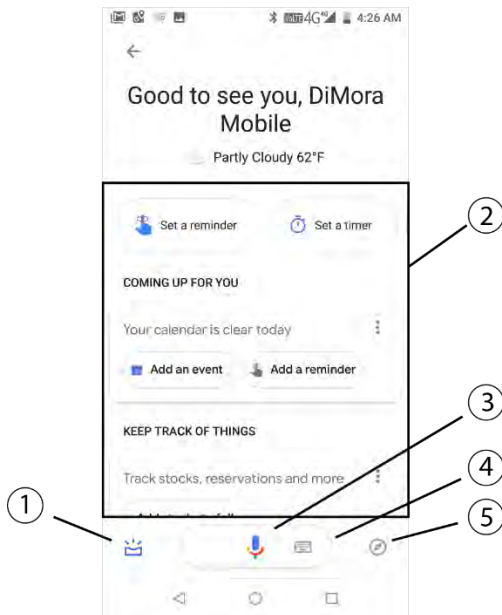 4G 4:26 AM
Good to see you, DiMora
Mobile
Partly Cloudy 62°F
Set a reminder Set a timer
COMING UP FOR YOU
Your calendar is clear today
Add an event Add a reminder
KEEP TRACK OF THINGS
Track stocks, reservations and more
1
2
3
4
5